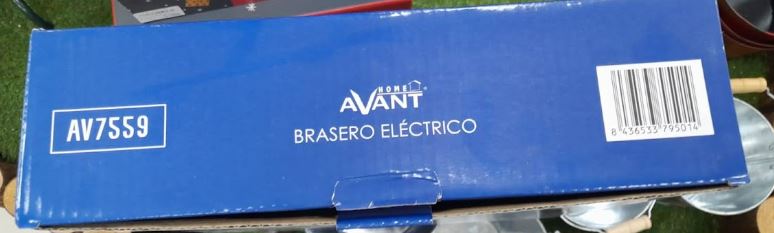 AV7559
HOME
AVANT
BRASERO ELÉCTRICO
8 436533 795014